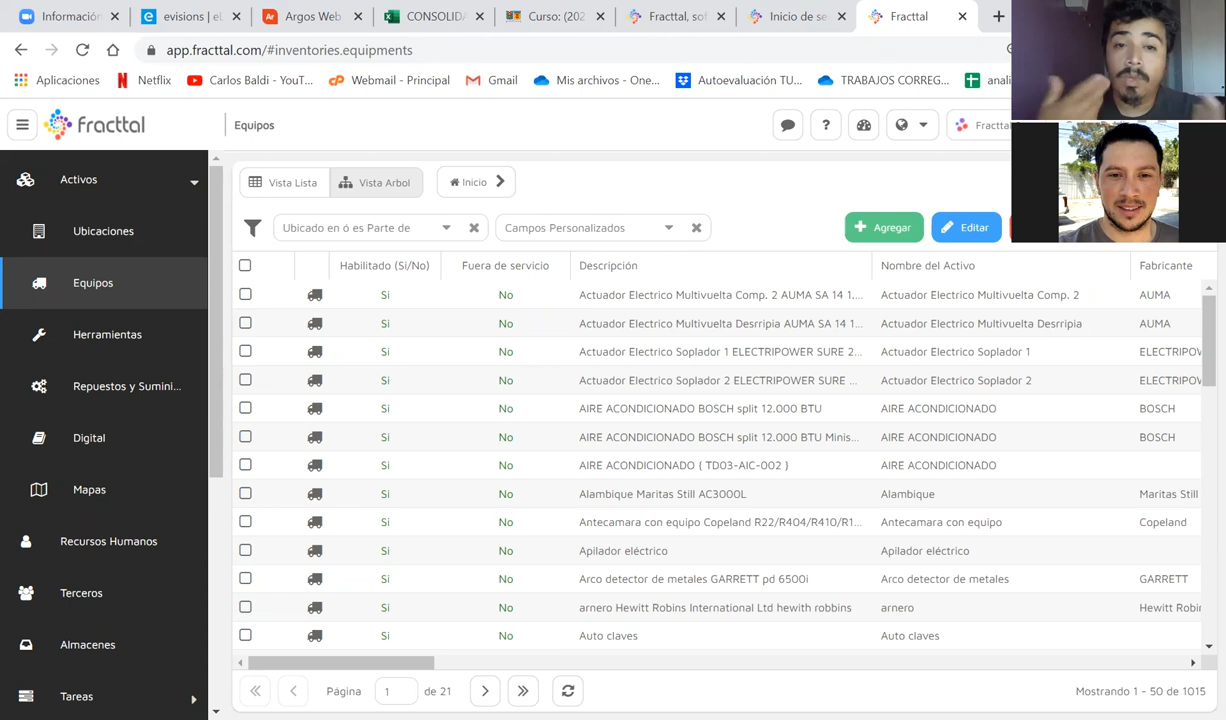 Información
evisions | eL
Argos Web
CONSOLIDA
Curso: (202
Fracttal, so
Inicio de se
Fracttal
app.fracttal.com/#inventories.equipments
Aplicaciones
Netflix
Carlos Baldi - YouT...
Webmail - Principal
Gmail
Mis archivos - One...
Autoevaluación TU...
TRABAJOS CORREG...
fracttal
Equipos
?
Activos
Ubicaciones
Equipos
Herramientas
Repuestos y Sumini...
Digital
Mapas
Recursos Humanos
Terceros
Almacenes
Tareas
Vista Lista
Vista Arbol
Inicio
Ubicado en ó es Parte de
Campos Personalizados
Agregar
Editar
Habilitado (Si/No) Fuera de servicio Descripción Nombre del Activo Fabricante
Si No Actuador Electrico Multivuelta Comp. 2 AUMA SA 14 1.... Actuador Electrico Multivuelta Comp. 2 AUMA
Si No Actuador Electrico Multivuelta Desrripia AUMA SA 14 1... Actuador Electrico Multivuelta Desrripia AUMA
Si No Actuador Electrico Soplador 1 ELECTRIPOWER SURE 2... Actuador Electrico Soplador 1 ELECTRIPOW
Si No Actuador Electrico Soplador 2 ELECTRIPOWER SURE ... Actuador Electrico Soplador 2 ELECTRIPOW
Si No AIRE ACONDICIONADO BOSCH split 12.000 BTU AIRE ACONDICIONADO BOSCH
Si No AIRE ACONDICIONADO BOSCH split 12.000 BTU Minis... AIRE ACONDICIONADO BOSCH
Si No AIRE ACONDICIONADO { TD03-AIC-002 } AIRE ACONDICIONADO
Si No Alambique Maritas Still AC3000L Alambique Maritas Still
Si No Antecamara con equipo Copeland R22/R404/R410/R1... Antecamara con equipo Copeland
Si No Apilador eléctrico Apilador eléctrico
Si No Arco detector de metales GARRETT pd 6500i Arco detector de metales GARRETT
Si No arnero Hewitt Robins International Ltd hewith robbins arnero Hewitt Robi
Si No Auto claves Auto claves
Página 1 de 21
Mostrando 1 - 50 de 1015